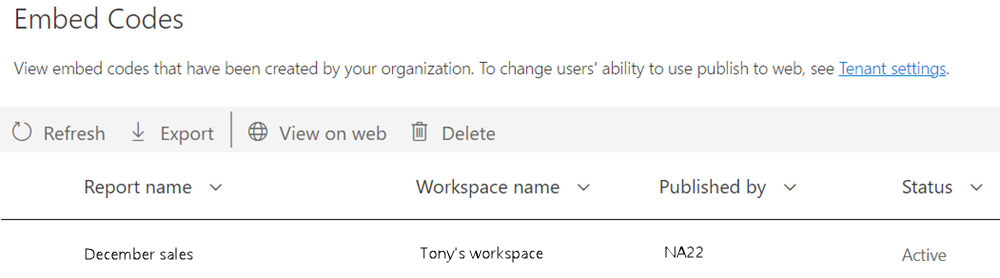 Embed Codes
View embed codes that have been created by your organization. To change users' ability to use publish to web, see Tenant settings.
Refresh Export View on web Delete
Report name Workspace name Published by Status
December sales Tony's workspace NA22 Active